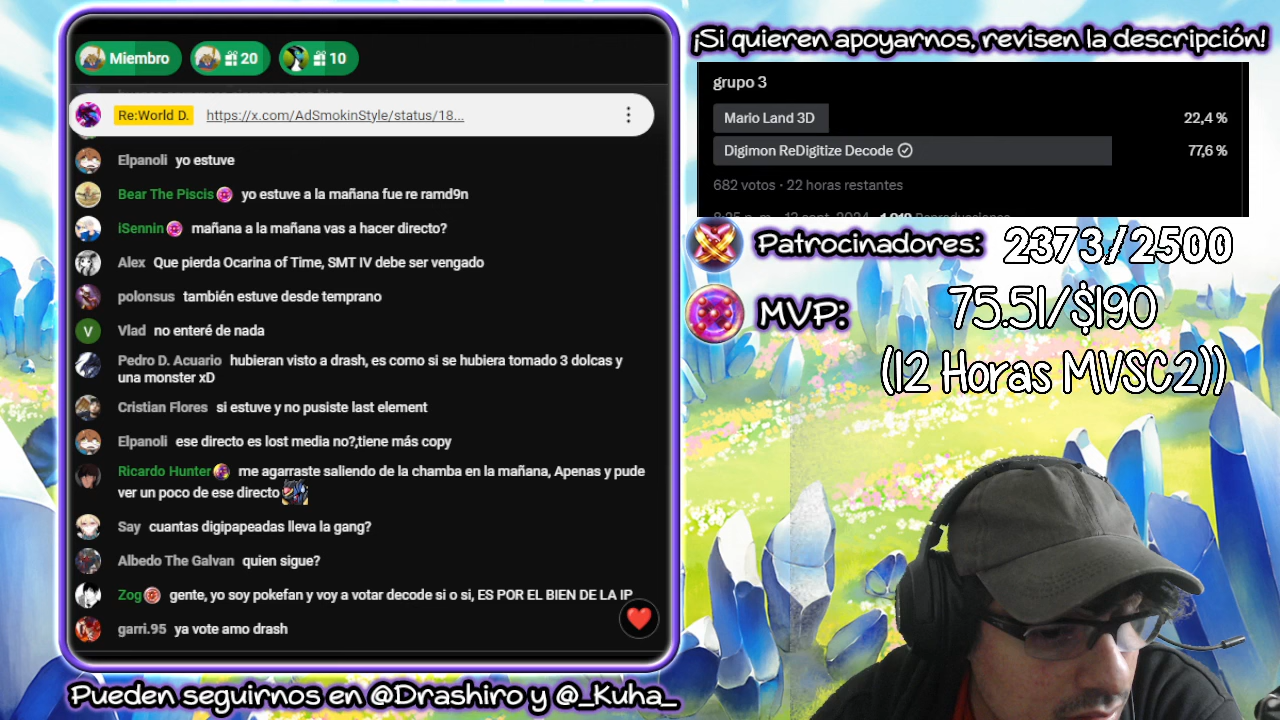 ¡Si quieren apoyarnos, revisen la descripción!
Miembro
20
10
Re:World D. https://x.com/AdSmokinStyle/status/18...
Elpanoli yo estuve
Bear The Piscis yo estuve a la mañana fue re ramd9n
iSennin mañana a la mañana vas a hacer directo?
Alex Que pierda Ocarina of Time, SMT IV debe ser vengado
polonsus también estuve desde temprano
V
Vlad no enteré de nada
Pedro D. Acuario hubieran visto a drash, es como si se hubiera tomado 3 dolcas y
una monster xD
Cristian Flores si estuve y no pusiste last element
Elpanoli ese directo es lost media no?,tiene más copy
Ricardo Hunter me agarraste saliendo de la chamba en la mañana, Apenas y pude
ver un poco de ese directo
Say cuantas digipapeadas lleva la gang?
Albedo The Galvan quien sigue?
Zog gente, yo soy pokefan y voy a votar decode si o si, ES POR EL BIEN DE LA IP
garri.95 ya vote amo drash
grupo 3
Mario Land 3D 22,4 %
Digimon ReDigitize Decode 77,6 %
682 votos · 22 horas restantes
Patrocinadores: 2373/2500
MVP: 75.51/$190
(12 Horas MVSC2))
Pueden seguirnos en @Drashiro y @_Kuha_